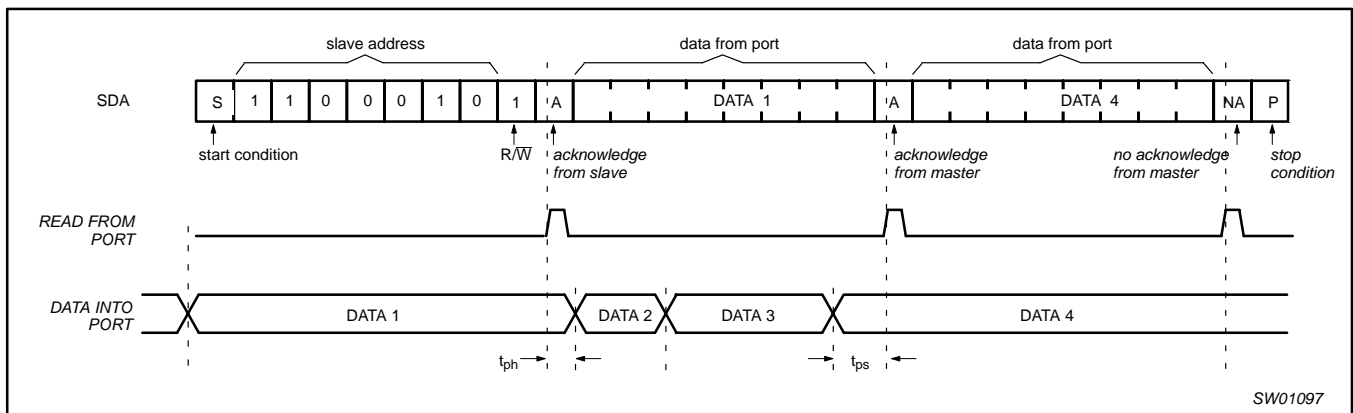 slave address data from port data from port
SDA S 1 1 0 0 0 1 0 1 A DATA 1 A DATA 4 NA P
start condition R/W̅ acknowledge from slave acknowledge from master no acknowledge from master stop condition
READ FROM
PORT
DATA INTO
PORT
DATA 1 DATA 2 DATA 3 DATA 4
tph tps
SW01097